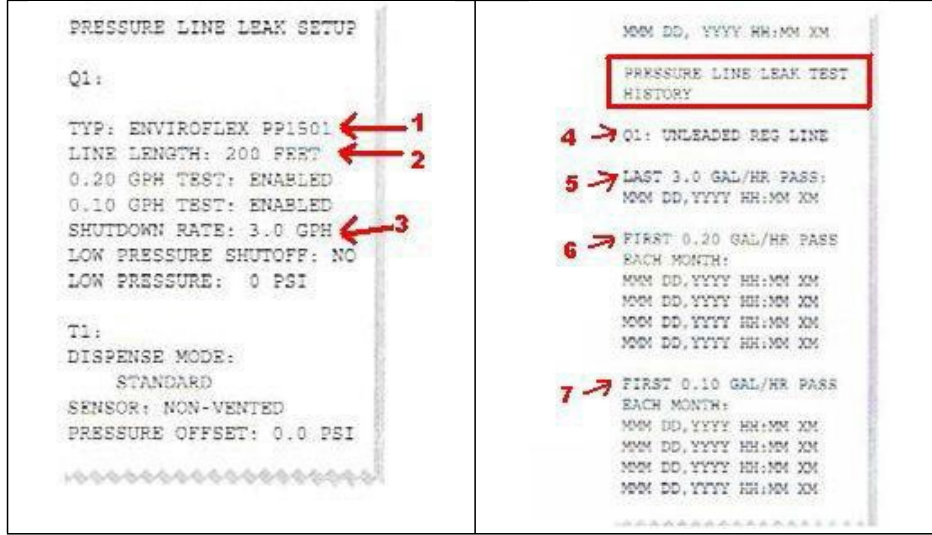 PRESSURE LINE LEAK SETUP
Q1:
TYP: ENVIROFLEX PP1501
1
LINE LENGTH: 200 FEET
2
0.20 GPH TEST: ENABLED
0.10 GPH TEST: ENABLED
SHUTDOWN RATE: 3.0 GPH
3
LOW PRESSURE SHUTOFF: NO
LOW PRESSURE: 0 PSI
T1:
DISPENSE MODE:
STANDARD
SENSOR: NON-VENTED
PRESSURE OFFSET: 0.0 PSI
MMM DD, YYYY HH:MM XM
PRESSURE LINE LEAK TEST
HISTORY
4 Q1: UNLEADED REG LINE
5 LAST 3.0 GAL/HR PASS:
MMM DD,YYYY HH:MM XM
6 FIRST 0.20 GAL/HR PASS
EACH MONTH:
MMM DD,YYYY HH:MM XM
MMM DD,YYYY HH:MM XM
MMM DD,YYYY HH:MM XM
MMM DD,YYYY HH:MM XM
7 FIRST 0.10 GAL/HR PASS
EACH MONTH:
MMM DD,YYYY HH:MM XM
MMM DD,YYYY HH:MM XM
MMM DD,YYYY HH:MM XM
MMM DD,YYYY HH:MM XM